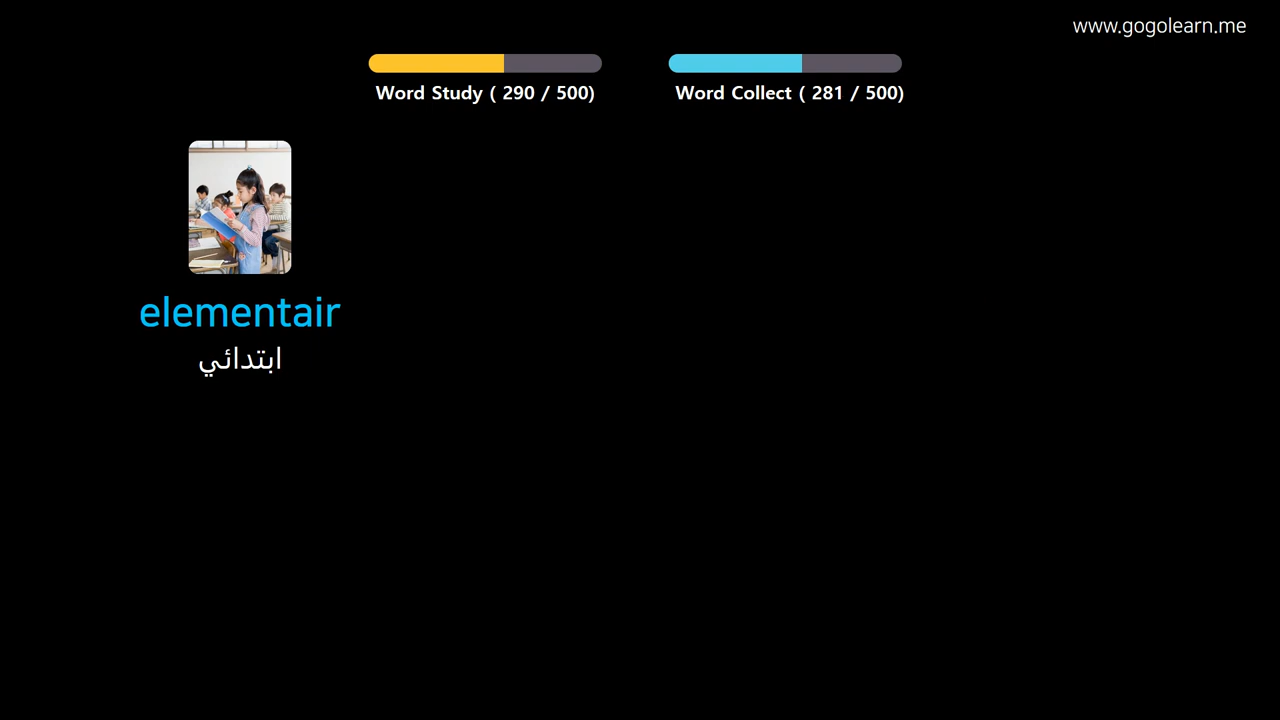 www.gogolearn.me
Word Study ( 290 / 500)
Word Collect ( 281 / 500)
elementair
ابتدائي